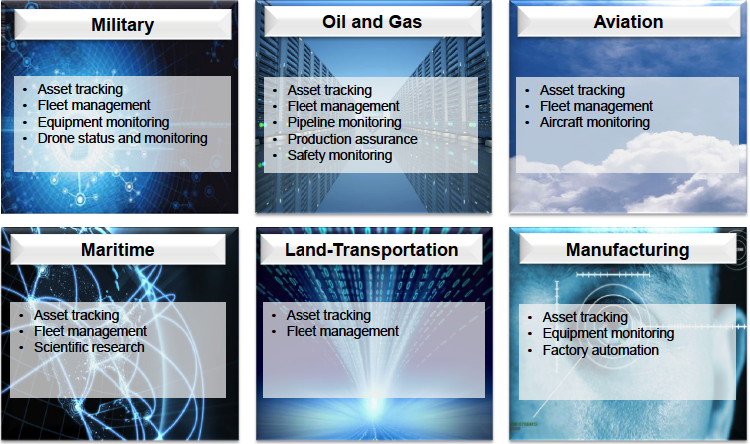 Military
• Asset tracking
• Fleet management
• Equipment monitoring
• Drone status and monitoring
Oil and Gas
• Asset tracking
• Fleet management
• Pipeline monitoring
• Production assurance
• Safety monitoring
Aviation
• Asset tracking
• Fleet management
• Aircraft monitoring
Maritime
• Asset tracking
• Fleet management
• Scientific research
Land-Transportation
• Asset tracking
• Fleet management
Manufacturing
• Asset tracking
• Equipment monitoring
• Factory automation